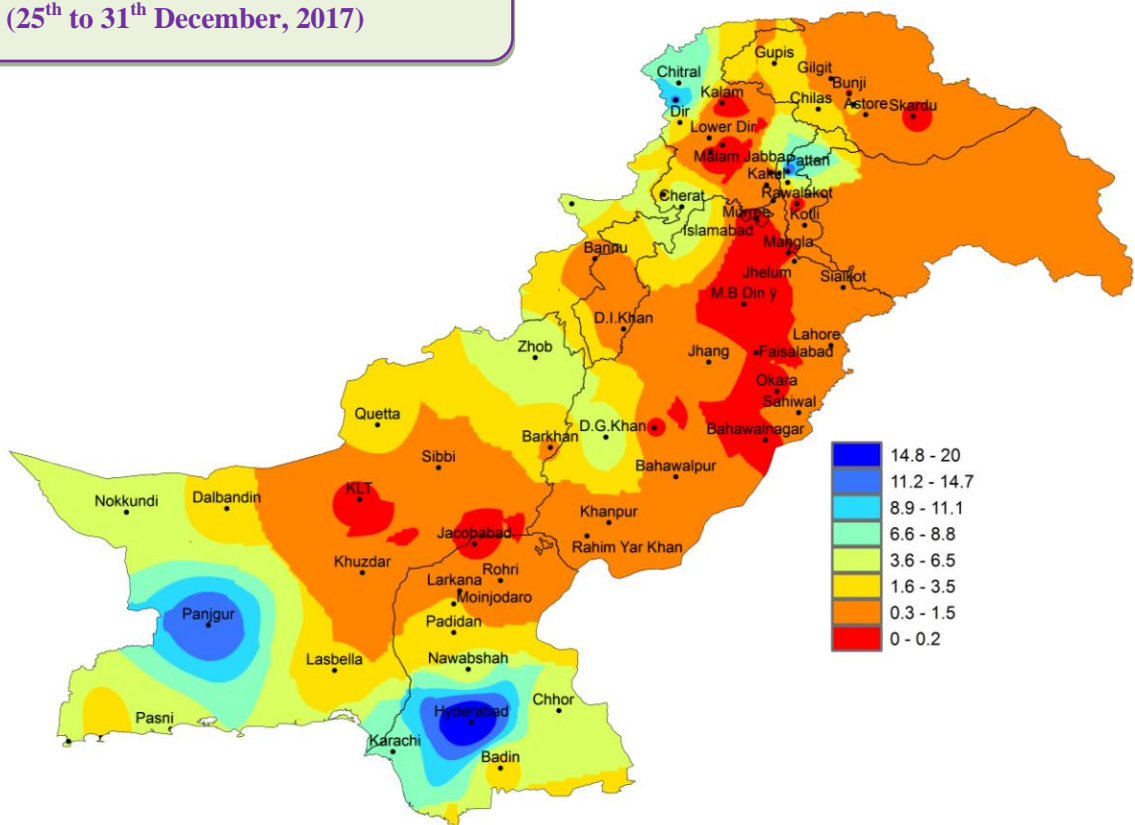 (25th to 31th December, 2017)
Gupis
Chitral
Gilgit
Bunji
Kalam
Chilas
Astore
Skardu
Dir
Lower Dir
Malam Jabba
Pattan
Kakul
Cherat
Rawalakot
Murree
Kotli
Islamabad
Bannu
Mangla
Jhelum
Sialkot
M.B Din ÿ
D.I.Khan
Lahore
Zhob
Jhang
Faisalabad
Okara
Sahiwal
Quetta
D.G.Khan
Bahawalnagar
Barkhan
Sibbi
Bahawalpur
14.8 - 20
11.2 - 14.7
8.9 - 11.1
6.6 - 8.8
3.6 - 6.5
1.6 - 3.5
0.3 - 1.5
0 - 0.2
Nokkundi
Dalbandin
KLT
Khanpur
Jacobabad
Rahim Yar Khan
Khuzdar
Rohri
Larkana
Moinjodaro
Panjgur
Padidan
Lasbella
Nawabshah
Chhor
Pasni
Hyderabad
Karachi
Badin